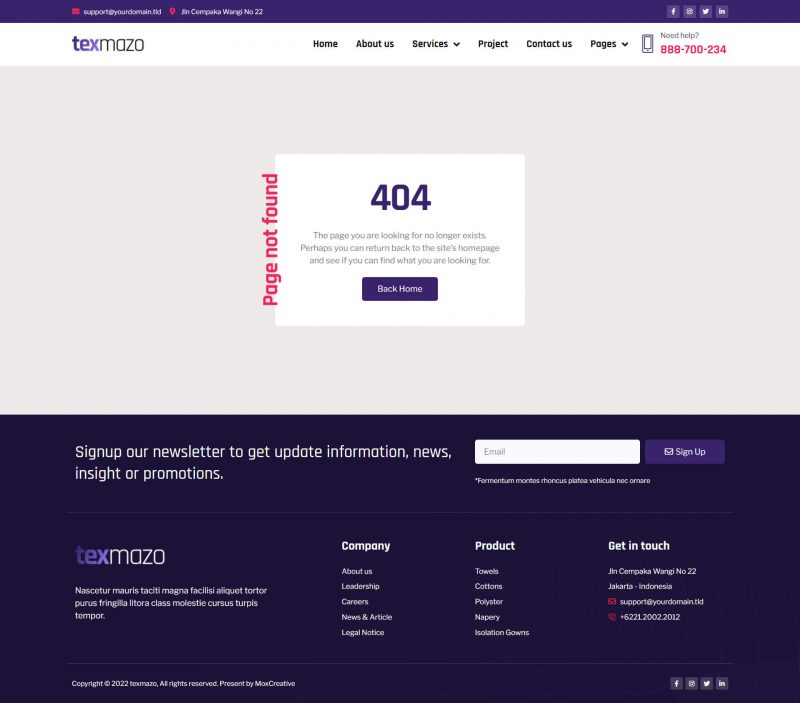 support@yourdomain.tld
Jln Cempaka Wangi No 22
texmazo
Home
About us
Services
Project
Contact us
Pages
Need help?
888-700-234
Page not found
404
The page you are looking for no longer exists.
Perhaps you can return back to the site's homepage
and see if you can find what you are looking for.
Back Home
Signup our newsletter to get update information, news,
insight or promotions.
Email
Sign Up
*Fermentum montes rhoncus platea vehicula nec ornare
texmazo
Nascetur mauris taciti magna facilisi aliquet tortor
purus fringilla litora class molestie cursus turpis
tempor.
Company
About us
Leadership
Careers
News & Article
Legal Notice
Product
Towels
Cottons
Polyster
Napery
Isolation Gowns
Get in touch
Jln Cempaka Wangi No 22
Jakarta - Indonesia
support@yourdomain.tld
+6221.2002.2012
Copyright © 2022 texmazo, All rights reserved. Present by MoxCreative